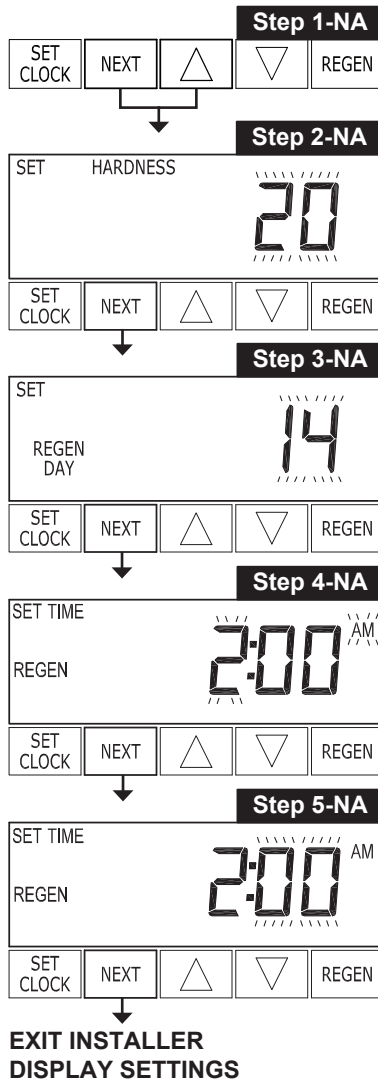 Step 1-NA
SET CLOCK NEXT REGEN
Step 2-NA
SET HARDNESS
20
SET CLOCK NEXT REGEN
Step 3-NA
SET
14
REGEN DAY
SET CLOCK NEXT REGEN
Step 4-NA
SET TIME
2:00 AM
REGEN
SET CLOCK NEXT REGEN
Step 5-NA
SET TIME
2:00 AM
REGEN
SET CLOCK NEXT REGEN
EXIT INSTALLER
DISPLAY SETTINGS